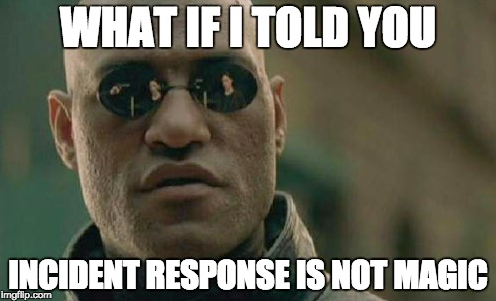 WHAT IF I TOLD YOU
INCIDENT RESPONSE IS NOT MAGIC
imgflip.com